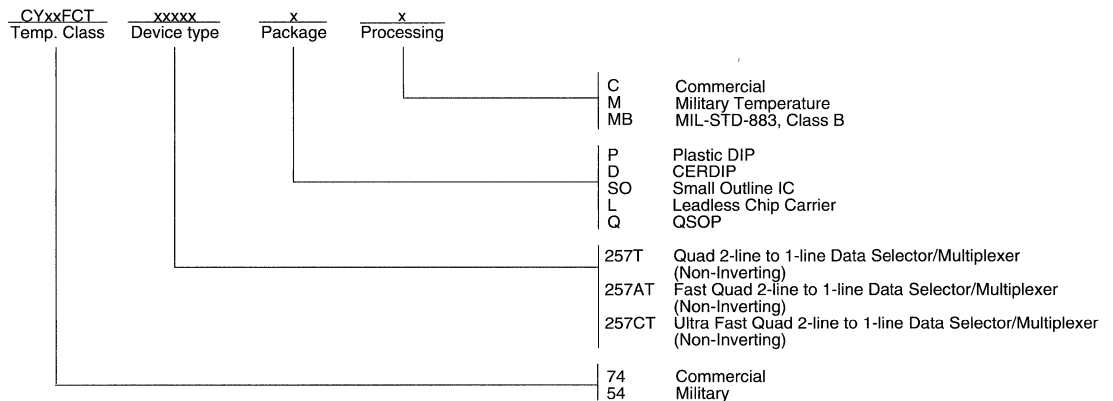 CYxxFCT xxxxx x x
Temp. Class Device type Package Processing
C Commercial
M Military Temperature
MB MIL-STD-883, Class B
P Plastic DIP
D CERDIP
SO Small Outline IC
L Leadless Chip Carrier
Q QSOP
257T Quad 2-line to 1-line Data Selector/Multiplexer
(Non-Inverting)
257AT Fast Quad 2-line to 1-line Data Selector/Multiplexer
(Non-Inverting)
257CT Ultra Fast Quad 2-line to 1-line Data Selector/Multiplexer
(Non-Inverting)
74 Commercial
54 Military